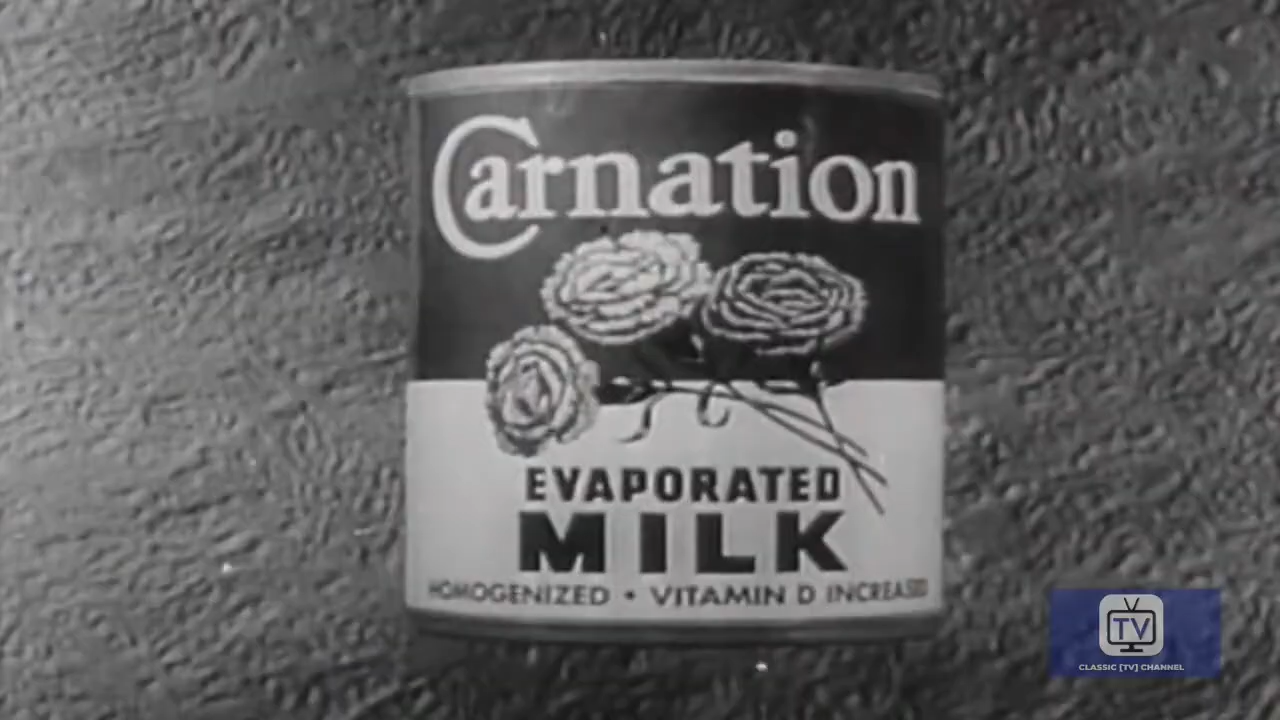 Carnation
EVAPORATED
MILK
HOMOGENIZED • VITAMIN D INCREASED
TV
CLASSIC [TV] CHANNEL